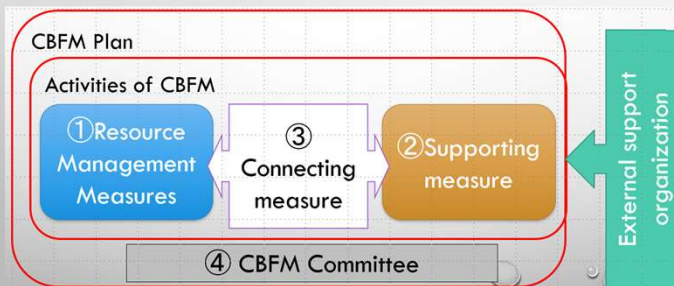 CBFM Plan
Activities of CBFM
①Resource
Management
Measures
③
Connecting
measure
②Supporting
measure
External support
organization
④ CBFM Committee